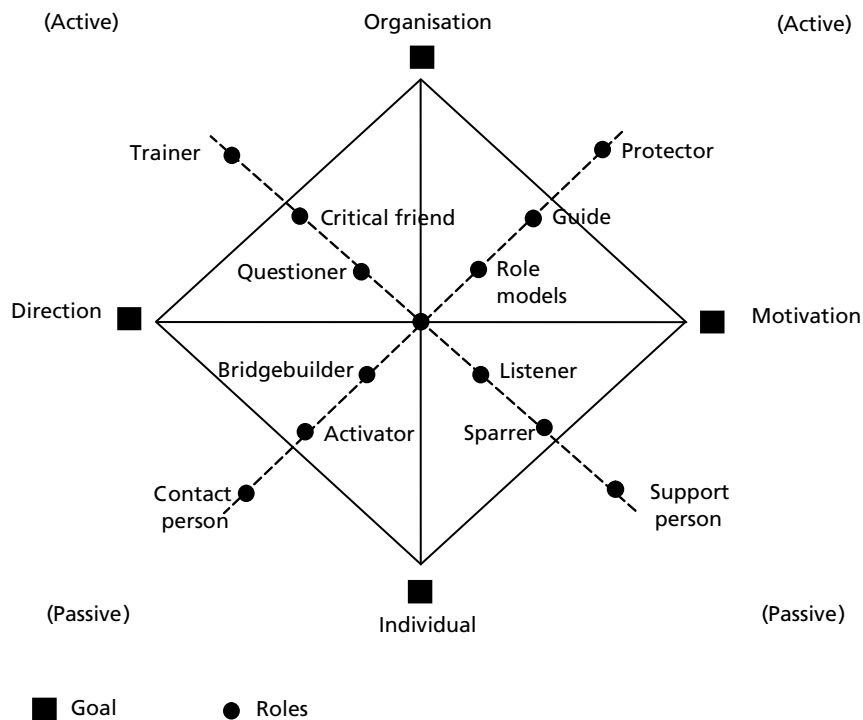 (Active)
Organisation
(Active)
Trainer
Protector
Critical friend
Guide
Questioner
Role
models
Direction
Motivation
Bridgebuilder
Listener
Activator
Sparrer
Contact
person
Support
person
(Passive)
Individual
(Passive)
Goal
Roles